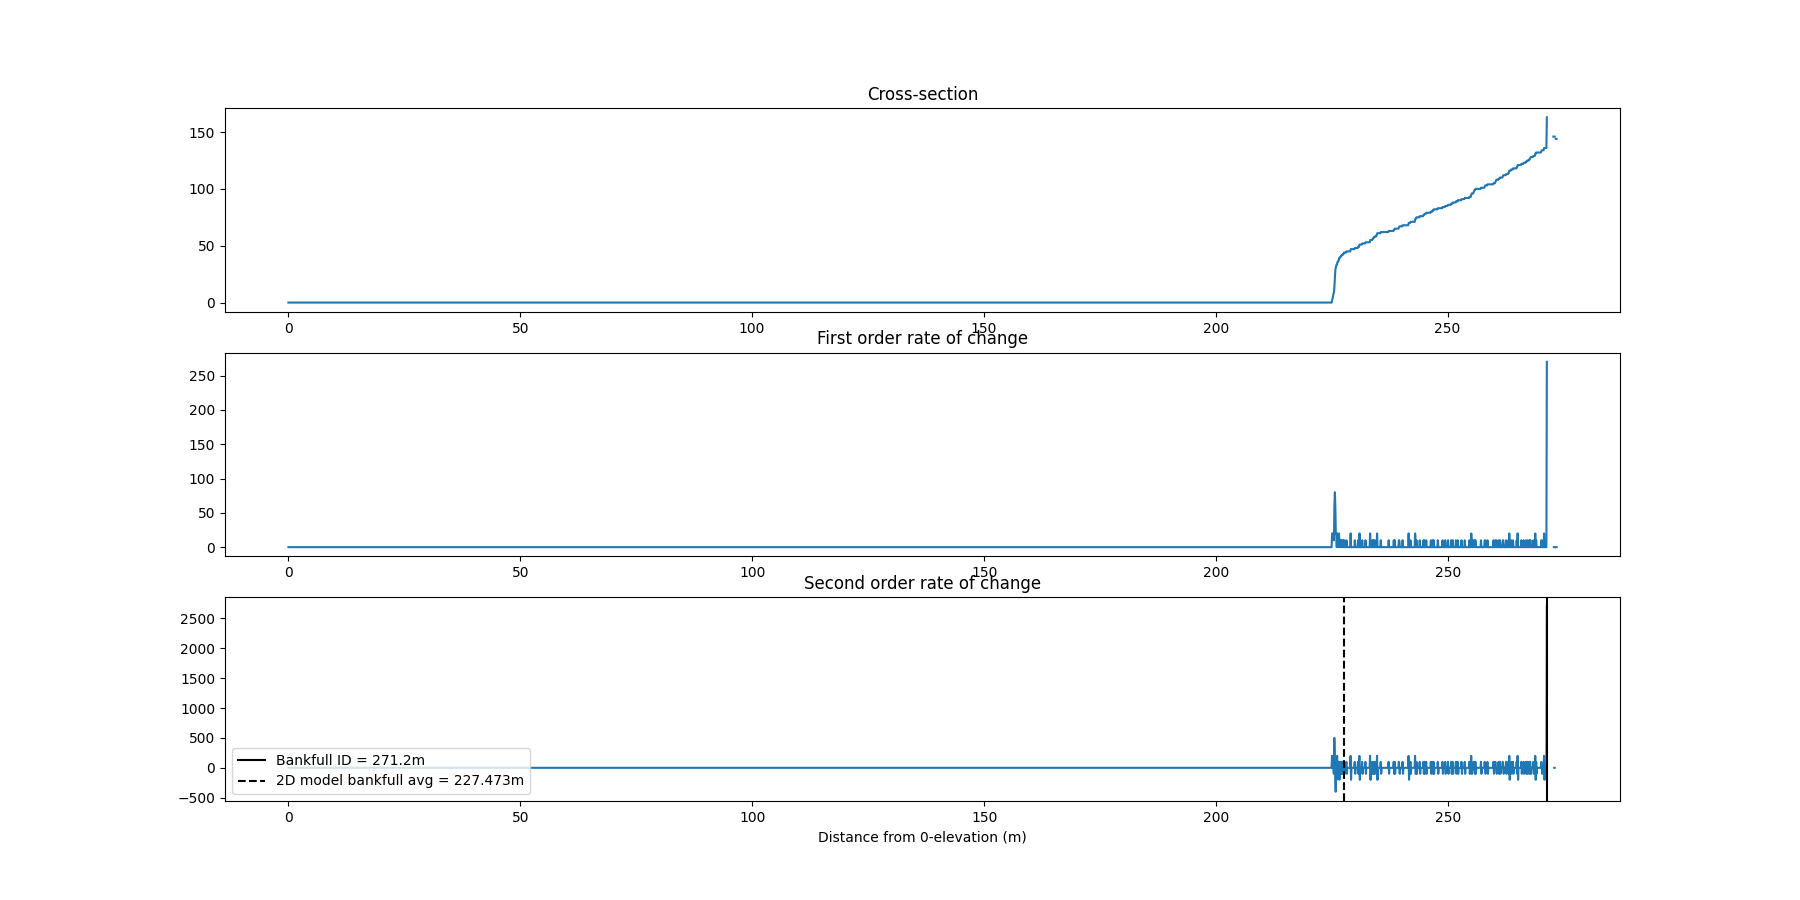 Cross-section
150
100
50
0
0 50 100 150 200 250
First order rate of change
250
200
150
100
50
0
0 50 100 150 200 250
Second order rate of change
2500
2000
1500
1000
500
0
−500
Bankfull ID = 271.2m
2D model bankfull avg = 227.473m
0 50 100 150 200 250
Distance from 0-elevation (m)